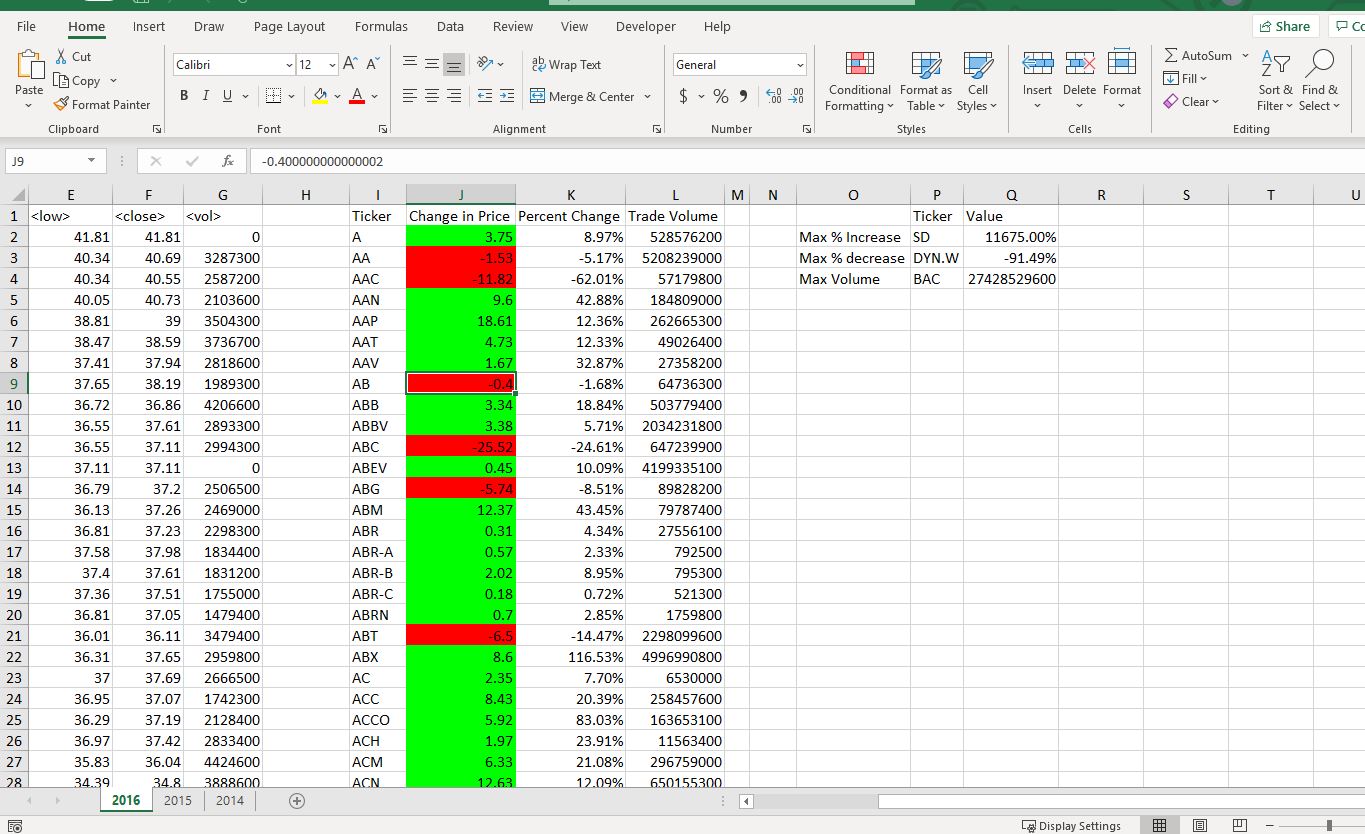 File Home Insert Draw Page Layout Formulas Data Review View Developer Help Share Co
Paste Cut Copy Format Painter Clipboard
Calibri 12 A A B I U A Font
Wrap Text Merge & Center Alignment
General $ % 9 .00 Number
Conditional Formatting Format as Table Cell Styles Styles
Insert Delete Format Cells
AutoSum Fill Clear Sort & Filter Find & Select Editing
J9 fx -0.400000000000002
E F G H I J K L M N O P Q R S T U
1 <low> <close> <vol> Ticker Change in Price Percent Change Trade Volume Ticker Value
2 41.81 41.81 0 A 3.75 8.97% 528576200 Max % Increase SD 11675.00%
3 40.34 40.69 3287300 AA -1.53 -5.17% 5208239000 Max % decrease DYN.W -91.49%
4 40.34 40.55 2587200 AAC -11.82 -62.01% 57179800 Max Volume BAC 27428529600
5 40.05 40.73 2103600 AAN 9.6 42.88% 184809000
6 38.81 39 3504300 AAP 18.61 12.36% 262665300
7 38.47 38.59 3736700 AAT 4.73 12.33% 49026400
8 37.41 37.94 2818600 AAV 1.67 32.87% 27358200
9 37.65 38.19 1989300 AB -0.4 -1.68% 64736300
10 36.72 36.86 4206600 ABB 3.34 18.84% 503779400
11 36.55 37.61 2893300 ABBV 3.38 5.71% 2034231800
12 36.55 37.11 2994300 ABC -25.52 -24.61% 647239900
13 37.11 37.11 0 ABEV 0.45 10.09% 4199335100
14 36.79 37.2 2506500 ABG -5.74 -8.51% 89828200
15 36.13 37.26 2469000 ABM 12.37 43.45% 79787400
16 36.81 37.23 2298300 ABR 0.31 4.34% 27556100
17 37.58 37.98 1834400 ABR-A 0.57 2.33% 792500
18 37.4 37.61 1831200 ABR-B 2.02 8.95% 795300
19 37.36 37.51 1755000 ABR-C 0.18 0.72% 521300
20 36.81 37.05 1479400 ABRN 0.7 2.85% 1759800
21 36.01 36.11 3479400 ABT -6.5 -14.47% 2298099600
22 36.31 37.65 2959800 ABX 8.6 116.53% 4996990800
23 37 37.69 2666500 AC 2.35 7.70% 6530000
24 36.95 37.07 1742300 ACC 8.43 20.39% 258457600
25 36.29 37.19 2128400 ACCO 5.92 83.03% 163653100
26 36.97 37.42 2833400 ACH 1.97 23.91% 11563400
27 35.83 36.04 4424600 ACM 6.33 21.08% 296759000
28 34.39 34.8 3888600 ACN 12.63 12.09% 650155300
2016 2015 2014
Display Settings